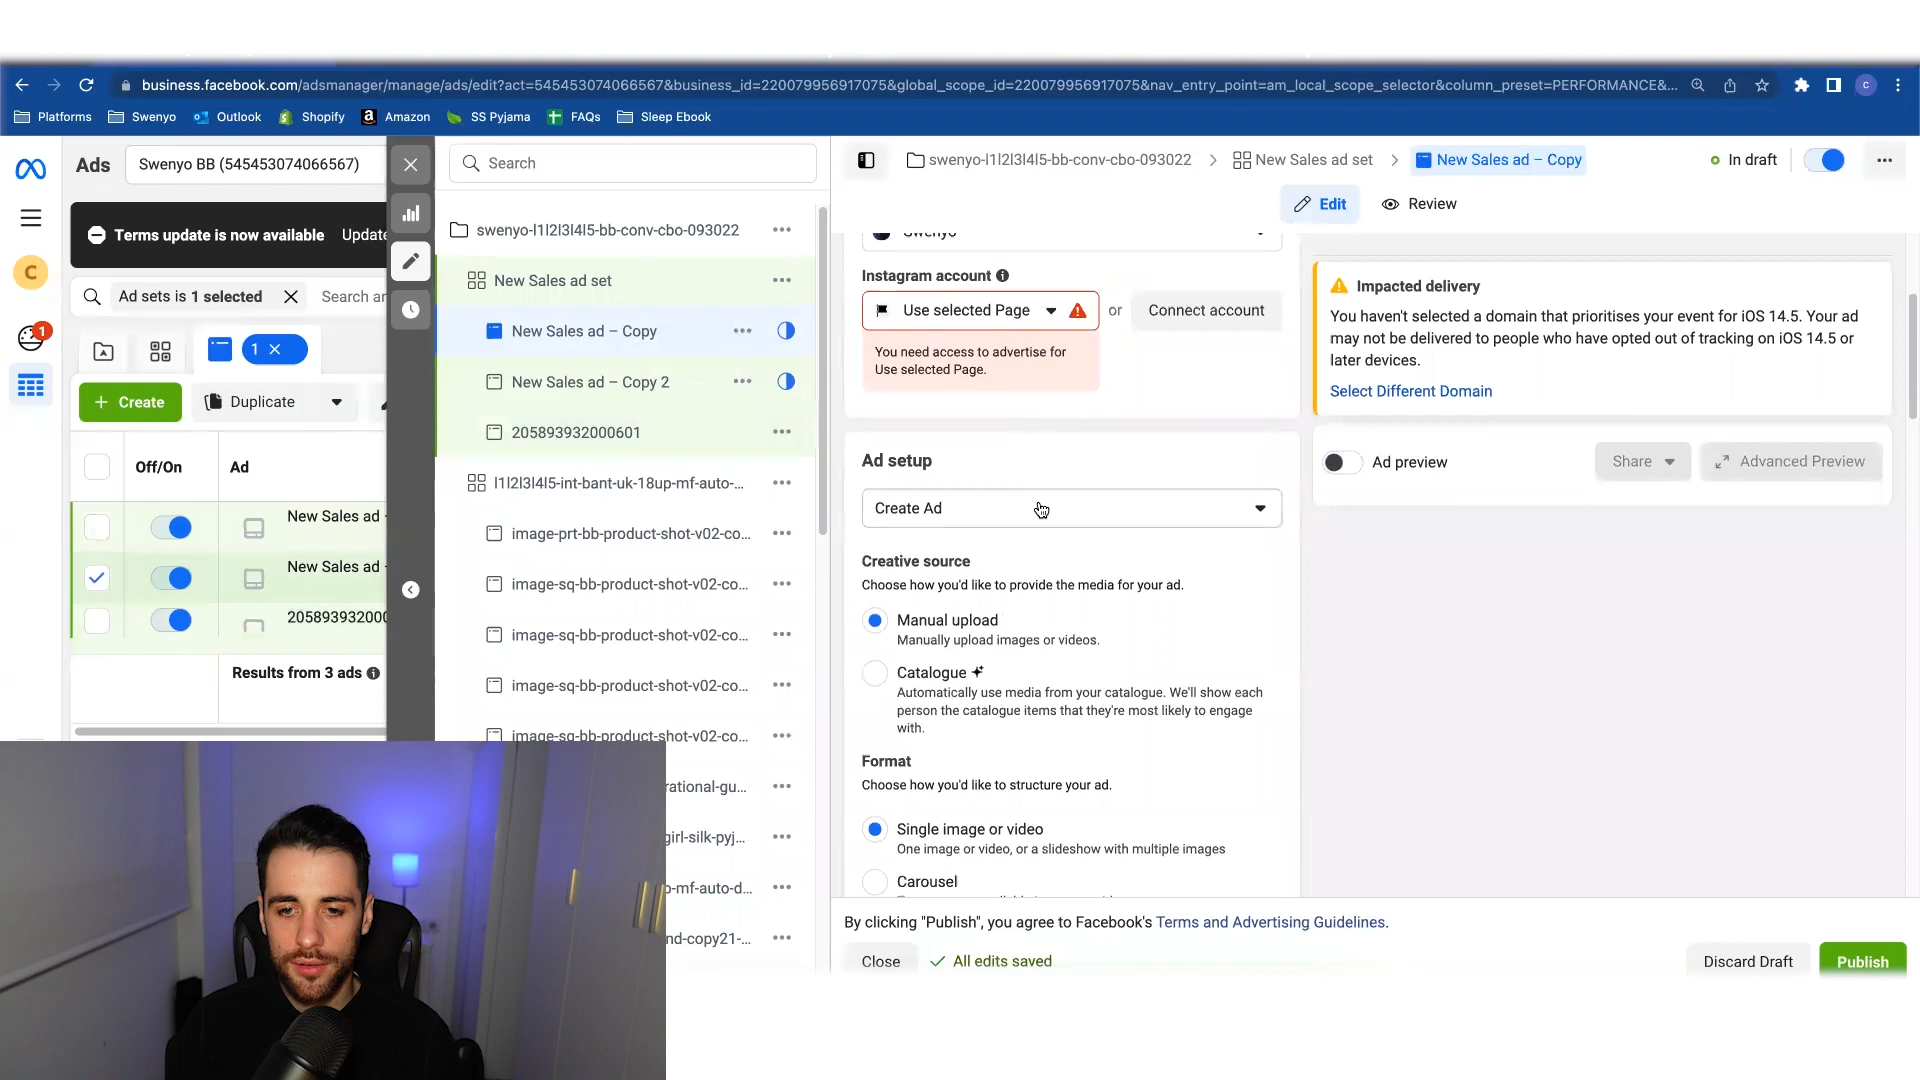 business.facebook.com/adsmanager/manage/ads/edit?act=545453074066567&business_id=220079956917075&global_scope_id=220079956917075&nav_entry_point=am_local_scope_selector&column_preset=PERFORMANCE&...
C
Platforms
Swenyo
Outlook
Shopify
Amazon
SS Pyjama
FAQs
Sleep Ebook
Ads
Swenyo BB (545453074066567)
Terms update is now available Update
C
Ad sets is 1 selected
Search an
1
1
+ Create
Duplicate
Off/On
Ad
New Sales ad -
New Sales ad -
2058939320000
Results from 3 ads
Search
swenyo-l1l2l3l4l5-bb-conv-cbo-093022
New Sales ad set
New Sales ad – Copy
New Sales ad – Copy 2
205893932000601
l1l2l3l4l5-int-bant-uk-18up-mf-auto-...
image-prt-bb-product-shot-v02-co...
image-sq-bb-product-shot-v02-co...
image-sq-bb-product-shot-v02-co...
image-sq-bb-product-shot-v02-co...
image-sq-bb-product-shot-v02-co...
rational-gu...
girl-silk-pyj...
o-mf-auto-d...
nd-copy21-...
swenyo-l1l2l3l4l5-bb-conv-cbo-093022
New Sales ad set
New Sales ad – Copy
In draft
Edit
Review
Swenyo
Instagram account
Use selected Page
or
Connect account
You need access to advertise for
Use selected Page.
Ad setup
Create Ad
Creative source
Choose how you'd like to provide the media for your ad.
Manual upload
Manually upload images or videos.
Catalogue
Automatically use media from your catalogue. We'll show each
person the catalogue items that they're most likely to engage
with.
Format
Choose how you'd like to structure your ad.
Single image or video
One image or video, or a slideshow with multiple images
Carousel
Impacted delivery
You haven't selected a domain that prioritises your event for iOS 14.5. Your ad
may not be delivered to people who have opted out of tracking on iOS 14.5 or
later devices.
Select Different Domain
Ad preview
Share
Advanced Preview
By clicking "Publish", you agree to Facebook's Terms and Advertising Guidelines.
Close
All edits saved
Discard Draft
Publish